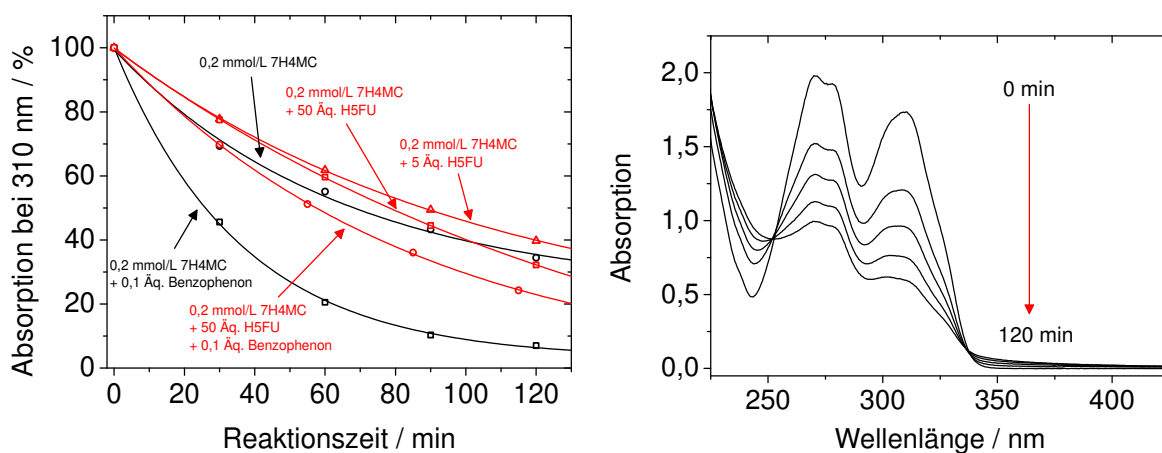 100
80
60
40
20
0
0 20 40 60 80 100 120
Absorption bei 310 nm / %
Reaktionszeit / min
0,2 mmol/L 7H4MC
0,2 mmol/L 7H4MC
+ 50 Äq. H5FU
0,2 mmol/L 7H4MC
+ 5 Äq. H5FU
0,2 mmol/L 7H4MC
+ 0,1 Äq. Benzophenon
0,2 mmol/L 7H4MC
+ 50 Äq. H5FU
+ 0,1 Äq. Benzophenon
2,0
1,5
1,0
0,5
0,0
250 300 350 400
Absorption
Wellenlänge / nm
0 min
120 min